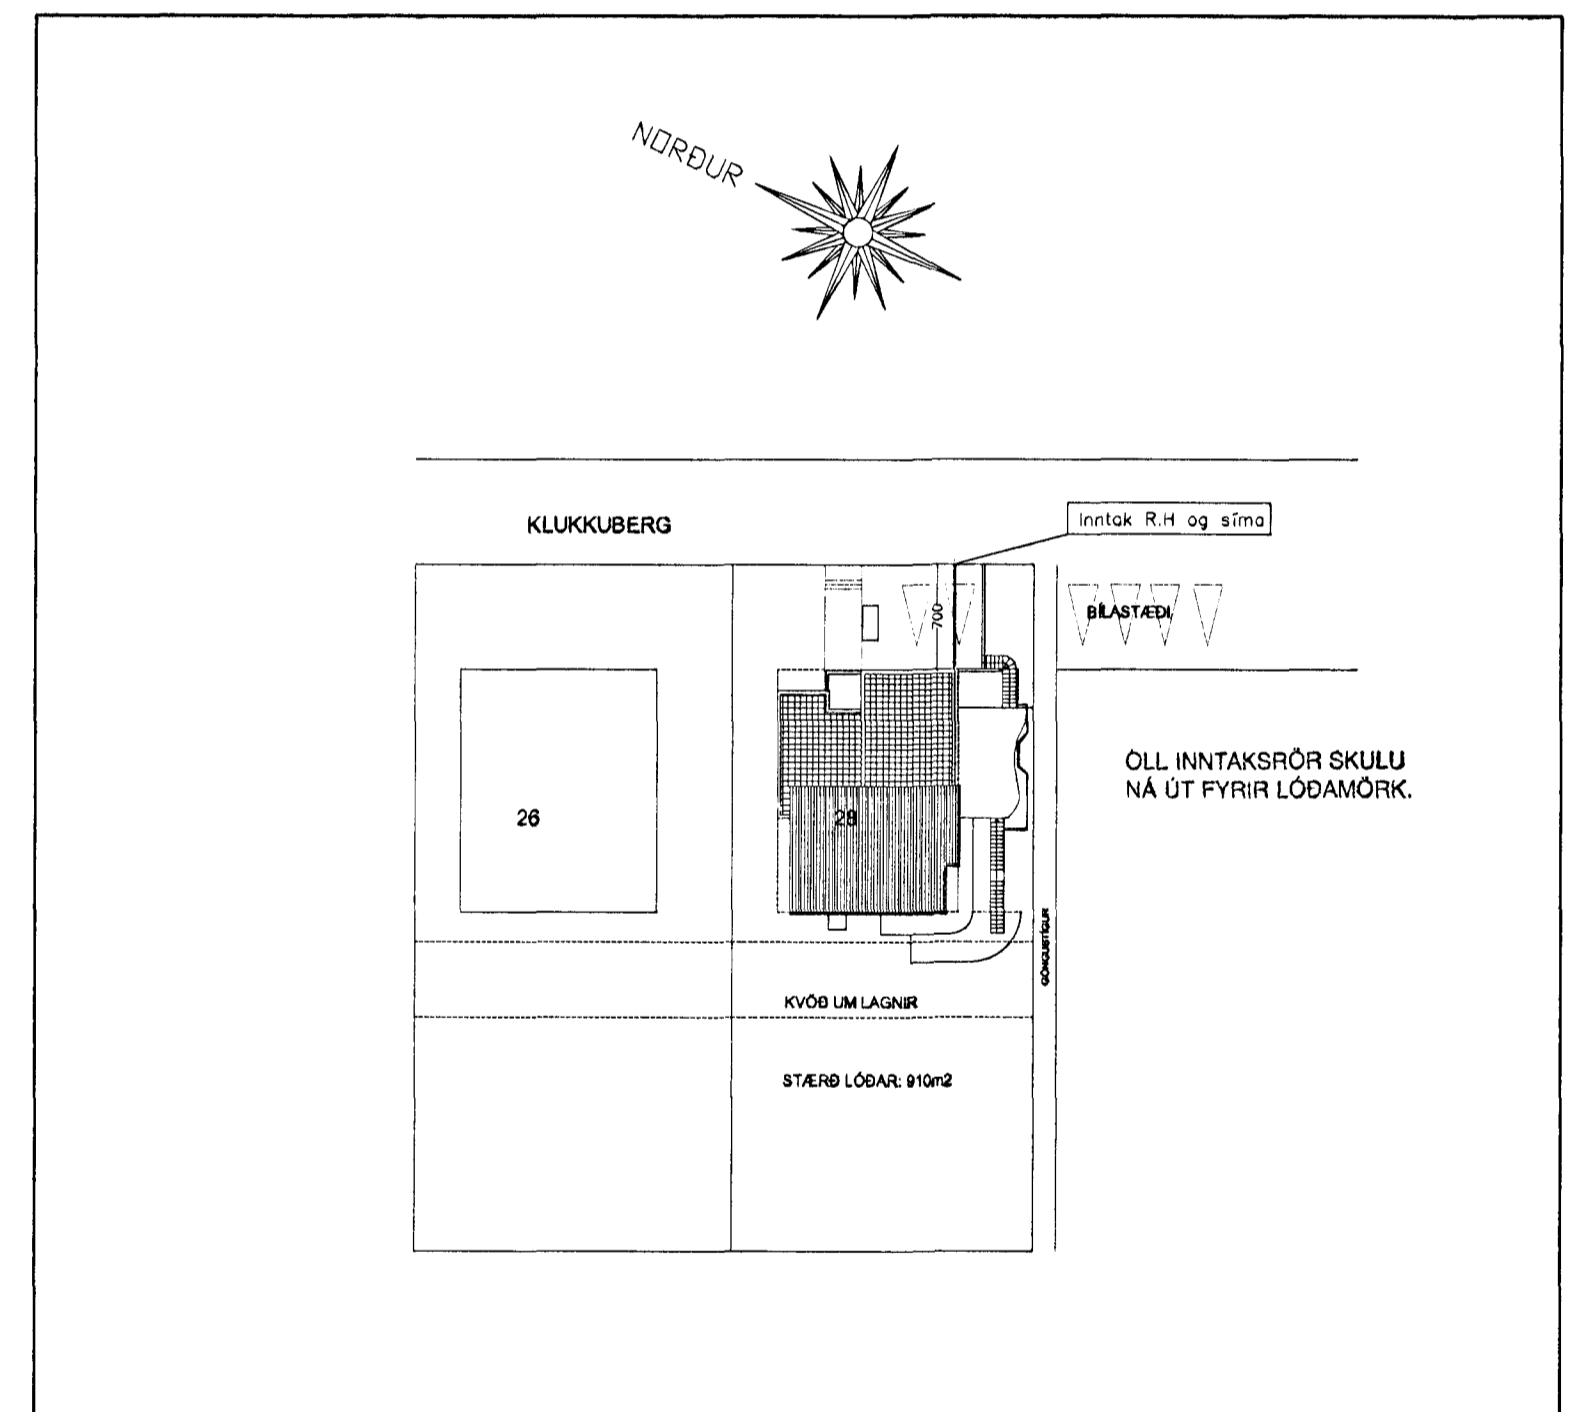 NORÐUR
KLUKKUBERG
Inntak R.H og síma
700
BÍLASTÆÐI
ÖLL INNTAKSRÖR SKULU
NÁ ÚT FYRIR LÓÐAMÖRK.
26
28
GÖNGUSTÍGUR
KVÖÐ UM LAGNIR
STÆRÐ LÓÐAR: 910m2